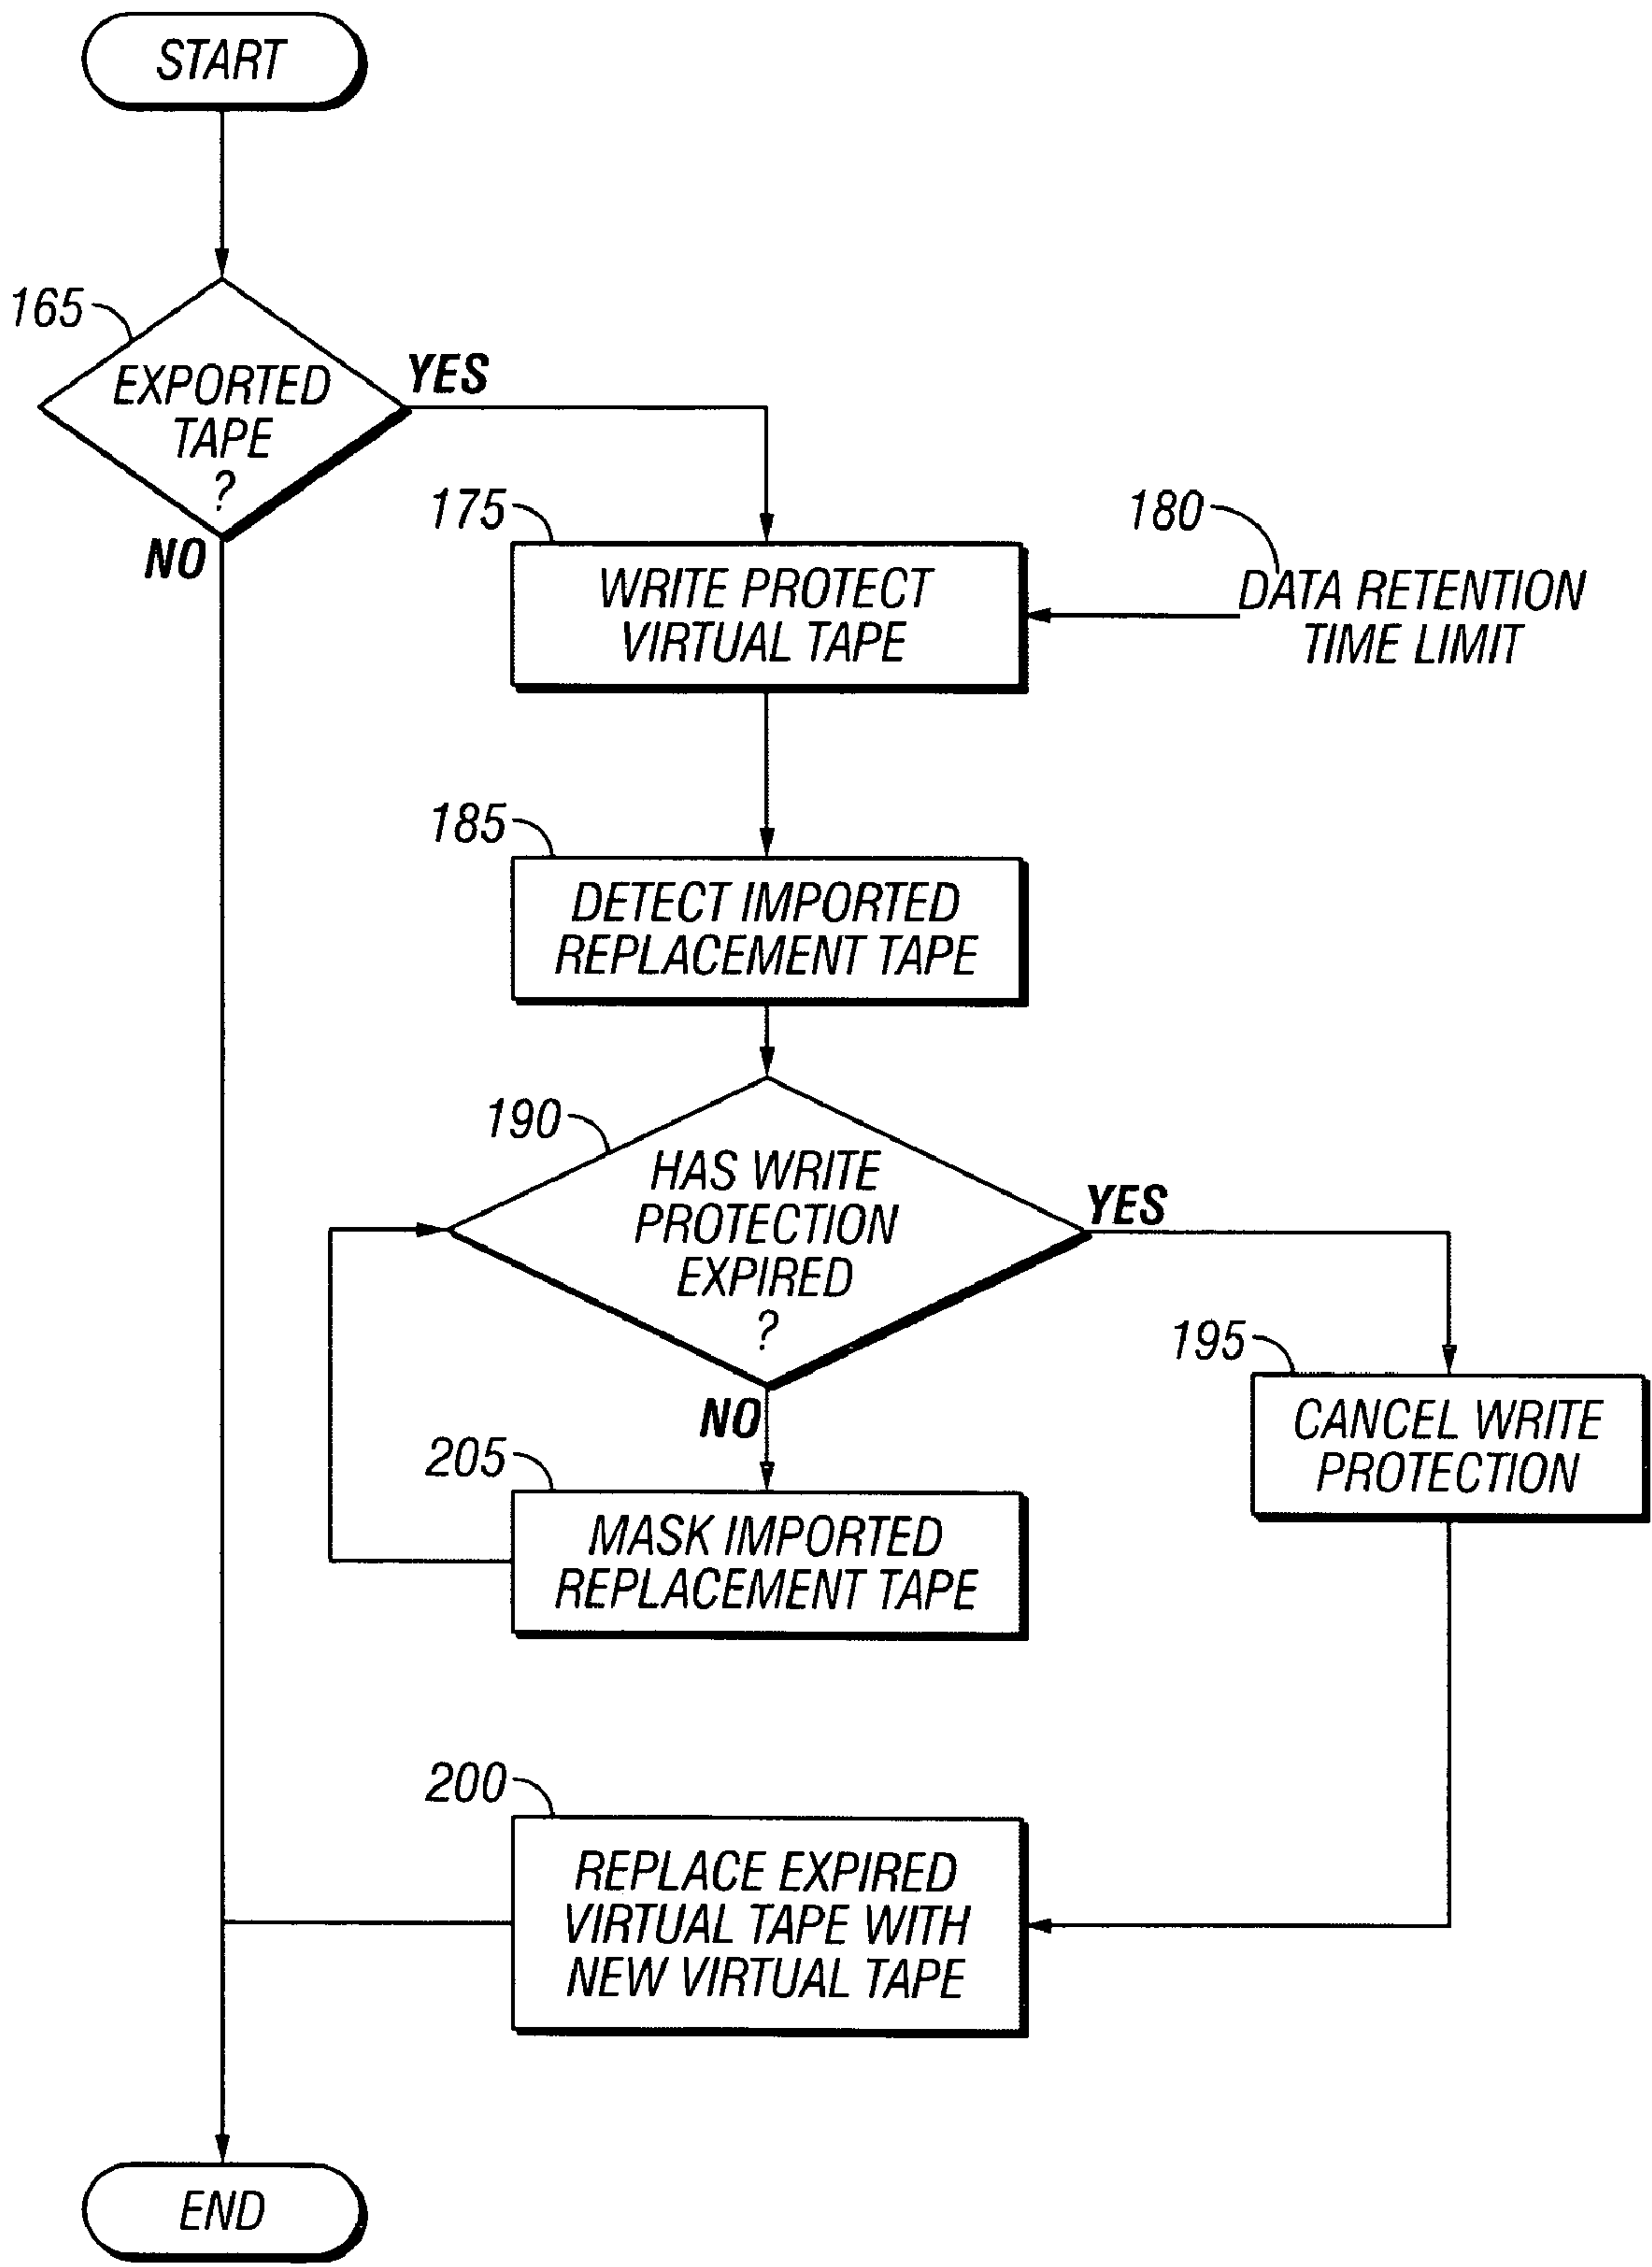 START
165
EXPORTED
TAPE
?
YES
NO
175
WRITE PROTECT
VIRTUAL TAPE
180
DATA RETENTION
TIME LIMIT
185
DETECT IMPORTED
REPLACEMENT TAPE
190
HAS WRITE
PROTECTION
EXPIRED
?
YES
NO
195
CANCEL WRITE
PROTECTION
205
MASK IMPORTED
REPLACEMENT TAPE
200
REPLACE EXPIRED
VIRTUAL TAPE WITH
NEW VIRTUAL TAPE
END